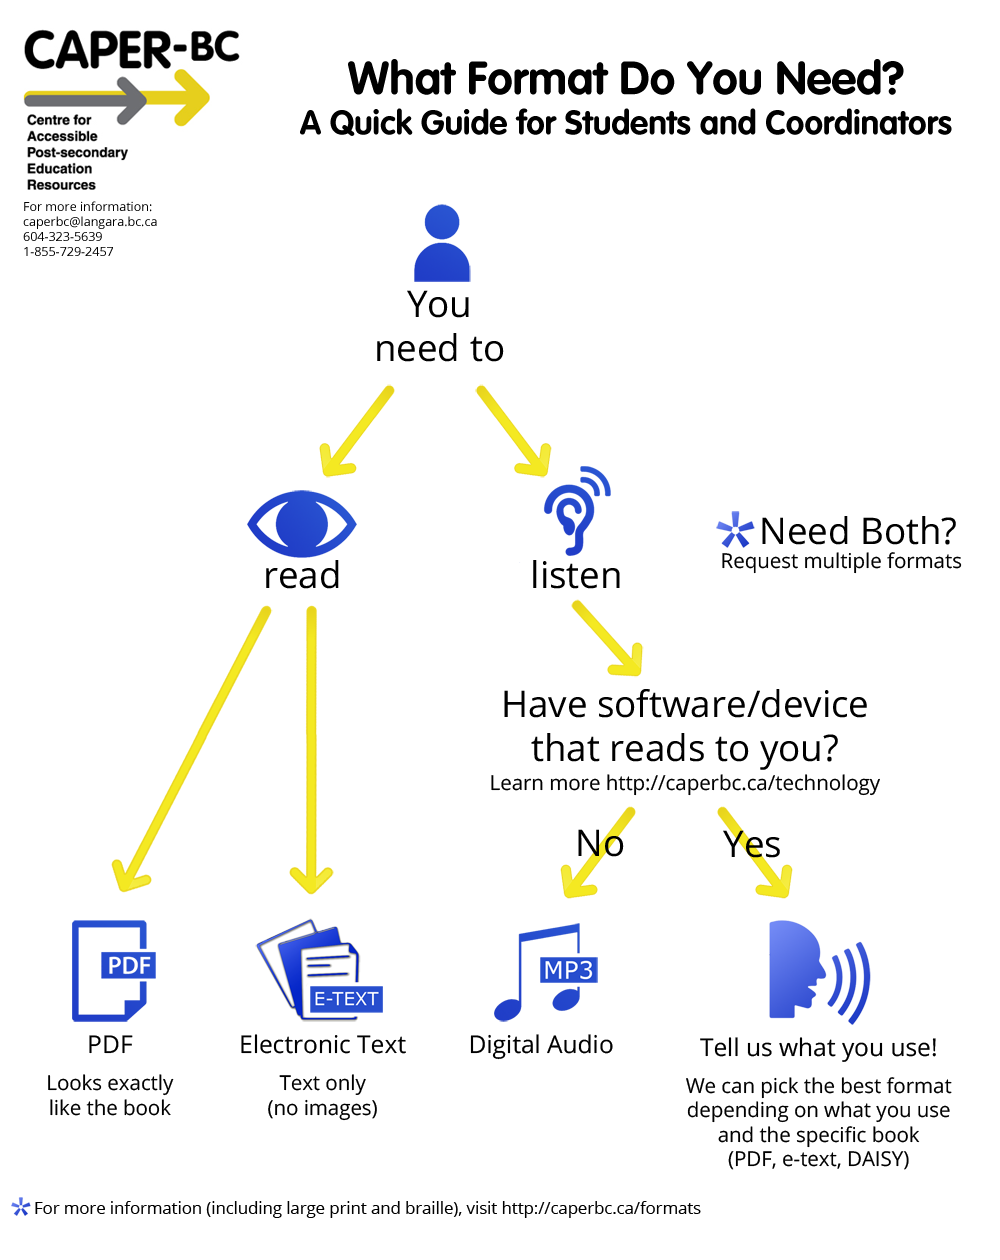 CAPER-BC
Centre for
Accessible
Post-secondary
Education
Resources
For more information:
caperbc@langara.bc.ca
604-323-5639
1-855-729-2457
What Format Do You Need?
A Quick Guide for Students and Coordinators
You
need to
read
listen
Need Both?
Request multiple formats
Have software/device
that reads to you?
Learn more http://caperbc.ca/technology
No
Yes
PDF
PDF
Looks exactly
like the book
E-TEXT
Electronic Text
Text only
(no images)
MP3
Digital Audio
Tell us what you use!
We can pick the best format
depending on what you use
and the specific book
(PDF, e-text, DAISY)
For more information (including large print and braille), visit http://caperbc.ca/formats